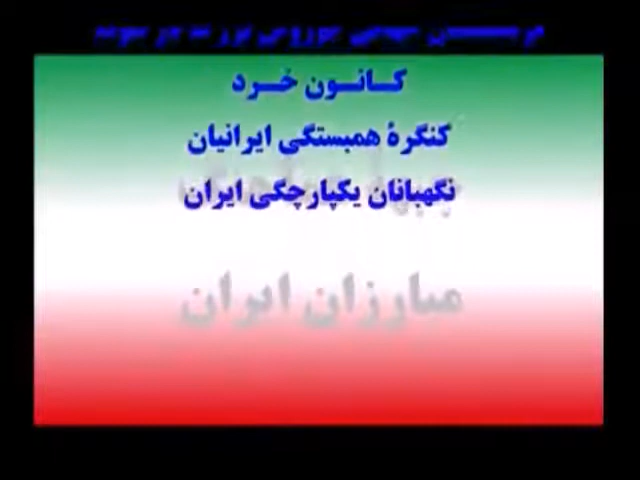 کانون خرد
کنگرهٔ همبستگی ایرانیان
نگهبانان یکپارچگی ایران
مبارزان ایران